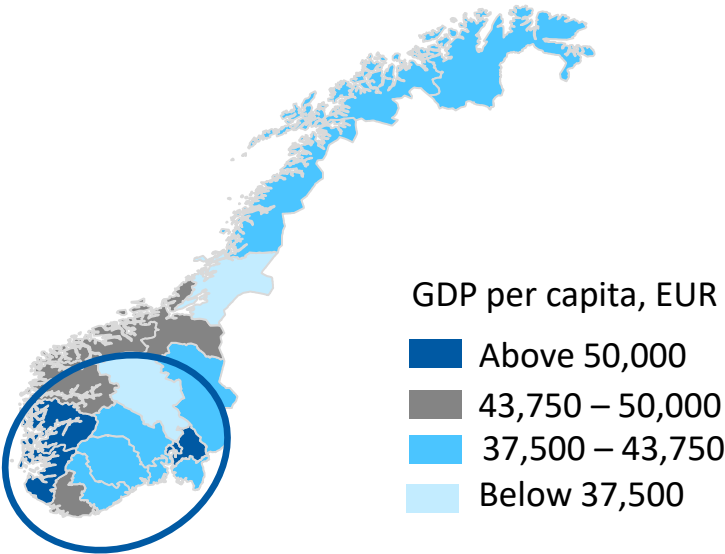 GDP per capita, EUR
Above 50,000
43,750 – 50,000
37,500 – 43,750
Below 37,500